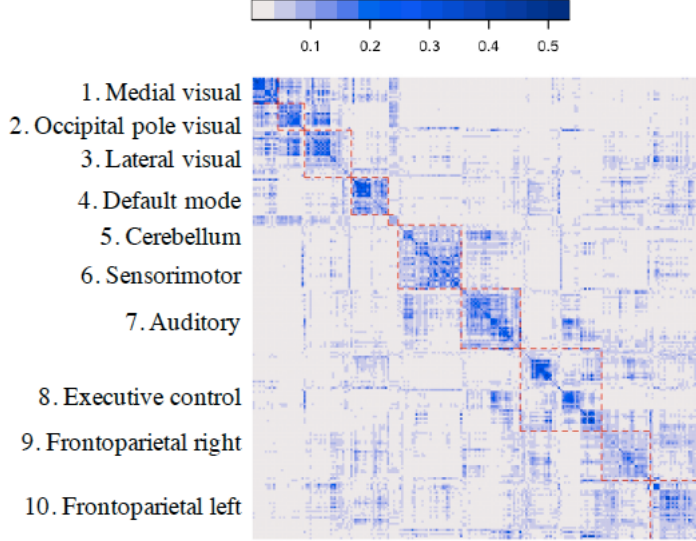 0.1 0.2 0.3 0.4 0.5
1. Medial visual
2. Occipital pole visual
3. Lateral visual
4. Default mode
5. Cerebellum
6. Sensorimotor
7. Auditory
8. Executive control
9. Frontoparietal right
10. Frontoparietal left